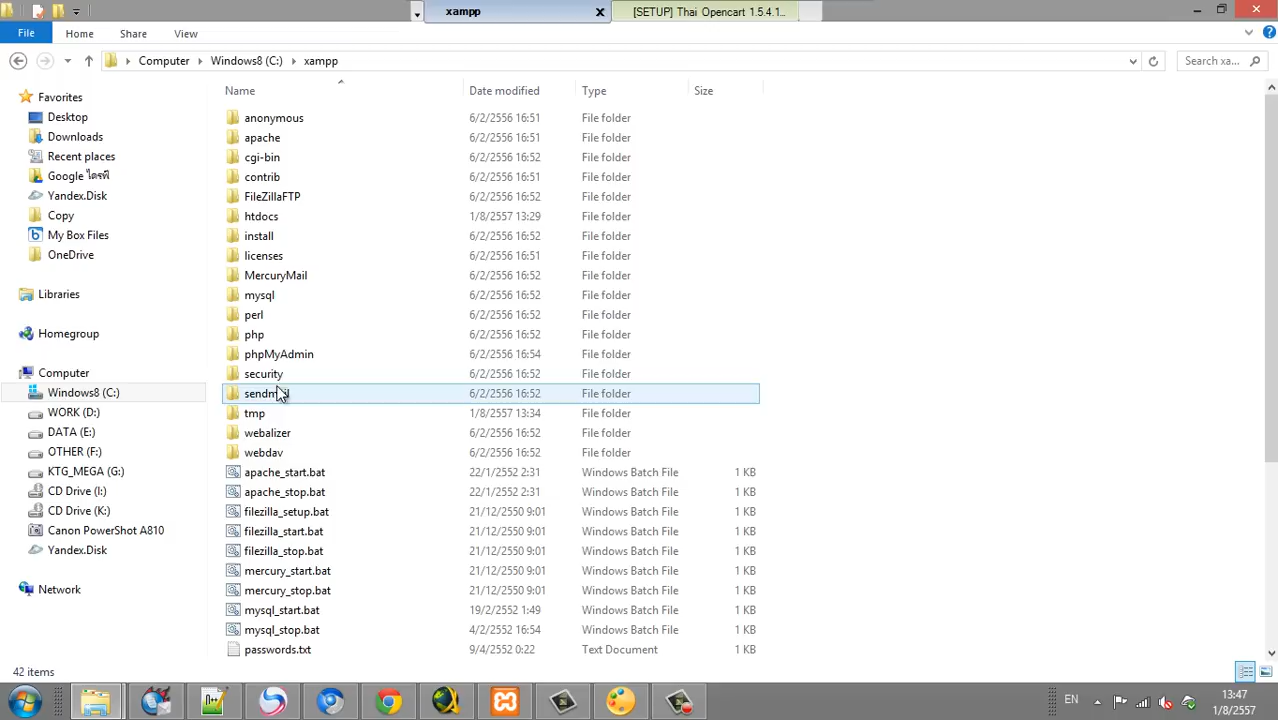 xampp
[SETUP] Thai Opencart 1.5.4.1...
File Home Share View
Computer Windows8 (C:) xampp
Search xa...
Name Date modified Type Size
Favorites
Desktop
Downloads
Recent places
Google ไดรฟ์
Yandex.Disk
Copy
My Box Files
OneDrive
Libraries
Homegroup
Computer
Windows8 (C:)
WORK (D:)
DATA (E:)
OTHER (F:)
KTG_MEGA (G:)
CD Drive (I:)
CD Drive (K:)
Canon PowerShot A810
Yandex.Disk
Network
anonymous 6/2/2556 16:51 File folder
apache 6/2/2556 16:51 File folder
cgi-bin 6/2/2556 16:52 File folder
contrib 6/2/2556 16:51 File folder
FileZillaFTP 6/2/2556 16:52 File folder
htdocs 1/8/2557 13:29 File folder
install 6/2/2556 16:52 File folder
licenses 6/2/2556 16:51 File folder
MercuryMail 6/2/2556 16:52 File folder
mysql 6/2/2556 16:52 File folder
perl 6/2/2556 16:52 File folder
php 6/2/2556 16:52 File folder
phpMyAdmin 6/2/2556 16:54 File folder
security 6/2/2556 16:52 File folder
sendmail 6/2/2556 16:52 File folder
tmp 1/8/2557 13:34 File folder
webalizer 6/2/2556 16:52 File folder
webdav 6/2/2556 16:52 File folder
apache_start.bat 22/1/2552 2:31 Windows Batch File 1 KB
apache_stop.bat 22/1/2552 2:31 Windows Batch File 1 KB
filezilla_setup.bat 21/12/2550 9:01 Windows Batch File 1 KB
filezilla_start.bat 21/12/2550 9:01 Windows Batch File 1 KB
filezilla_stop.bat 21/12/2550 9:01 Windows Batch File 1 KB
mercury_start.bat 21/12/2550 9:01 Windows Batch File 1 KB
mercury_stop.bat 21/12/2550 9:01 Windows Batch File 1 KB
mysql_start.bat 19/2/2552 1:49 Windows Batch File 1 KB
mysql_stop.bat 4/2/2552 16:54 Windows Batch File 1 KB
passwords.txt 9/4/2552 0:22 Text Document 1 KB
42 items
EN
13:47
1/8/2557